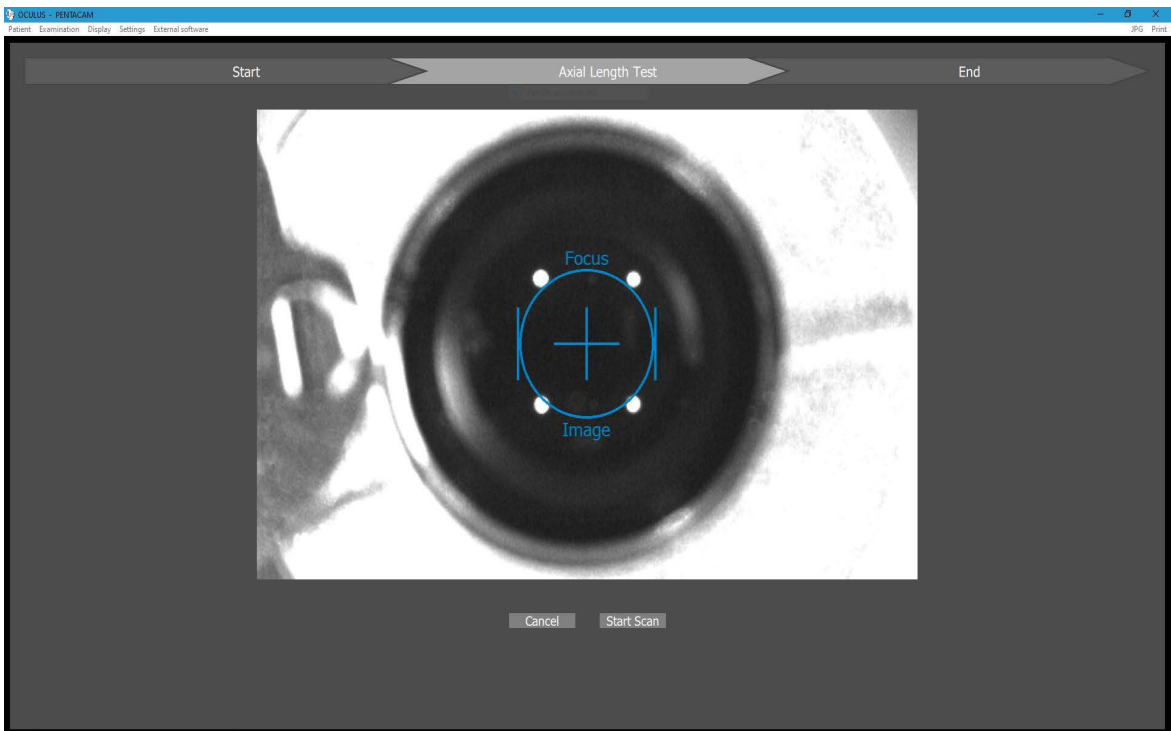 OCULUS - PENTACAM
Patient Examination Display Settings External software JPG Print
Start Axial Length Test End
Focus
Image
Cancel Start Scan